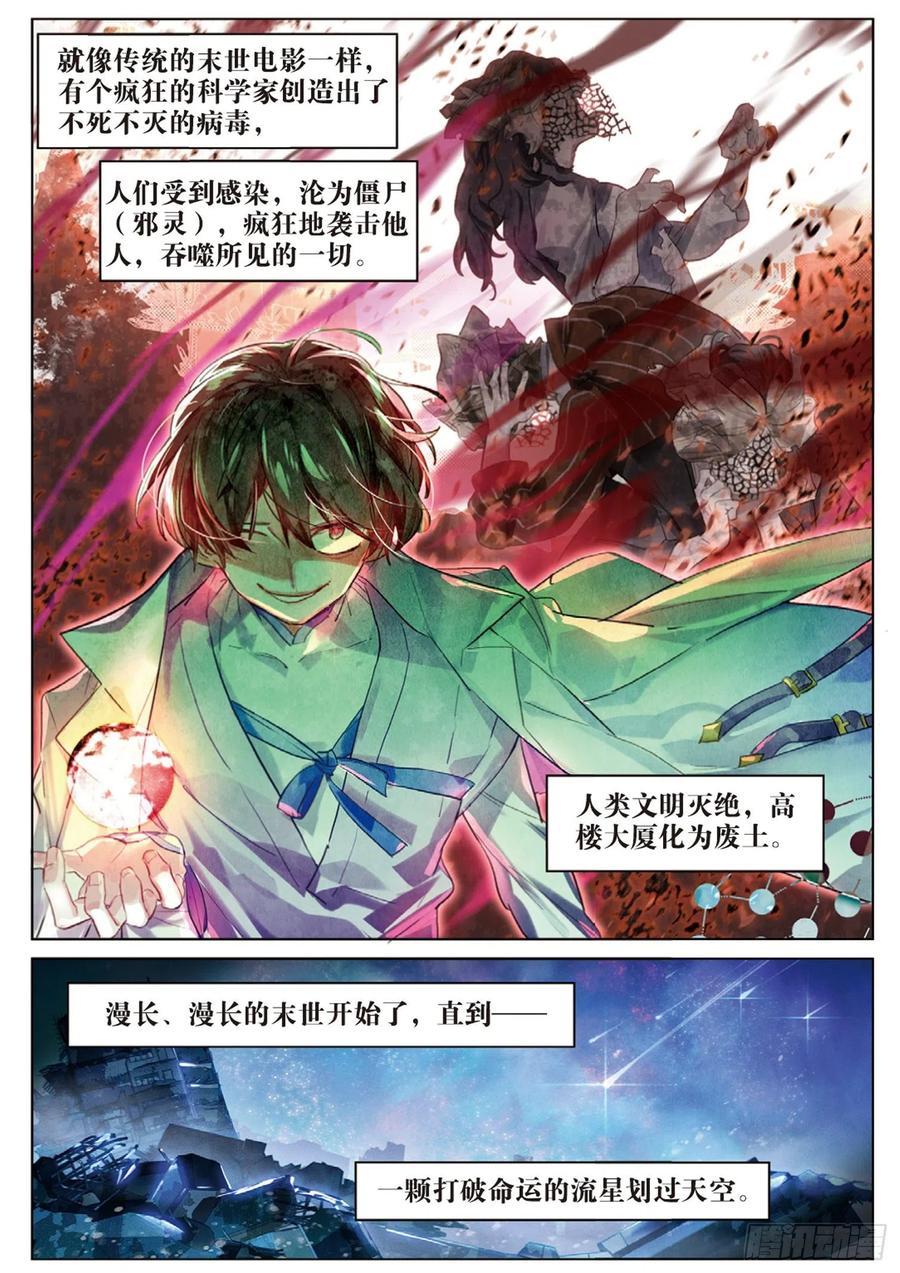 就像传统的末世电影一样，
有个疯狂的科学家创造出了
不死不灭的病毒，
人们受到感染，沦为僵尸
（邪灵），疯狂地袭击他
人，吞噬所见的一切。
人类文明灭绝，高
楼大厦化为废土。
漫长、漫长的末世开始了，直到——
一颗打破命运的流星划过天空。
腾讯动漫